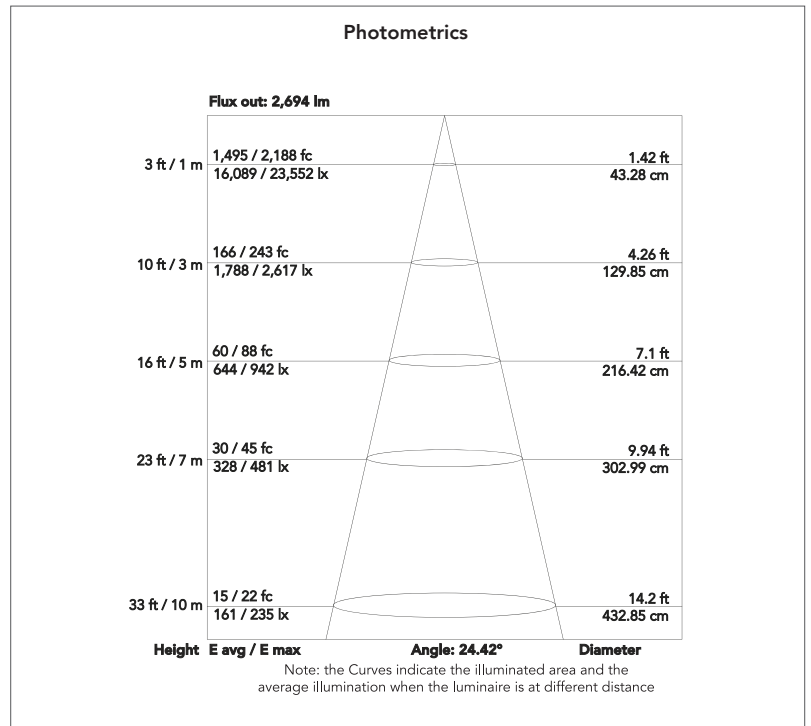 Photometrics
Flux out: 2,694 lm
3 ft / 1 m
1,495 / 2,188 fc
16,089 / 23,552 lx
1.42 ft
43.28 cm
10 ft / 3 m
166 / 243 fc
1,788 / 2,617 lx
4.26 ft
129.85 cm
16 ft / 5 m
60 / 88 fc
644 / 942 lx
7.1 ft
216.42 cm
23 ft / 7 m
30 / 45 fc
328 / 481 lx
9.94 ft
302.99 cm
33 ft / 10 m
15 / 22 fc
161 / 235 lx
14.2 ft
432.85 cm
Height E avg / E max Angle: 24.42° Diameter
Note: the Curves indicate the illuminated area and the
average illumination when the luminaire is at different distance